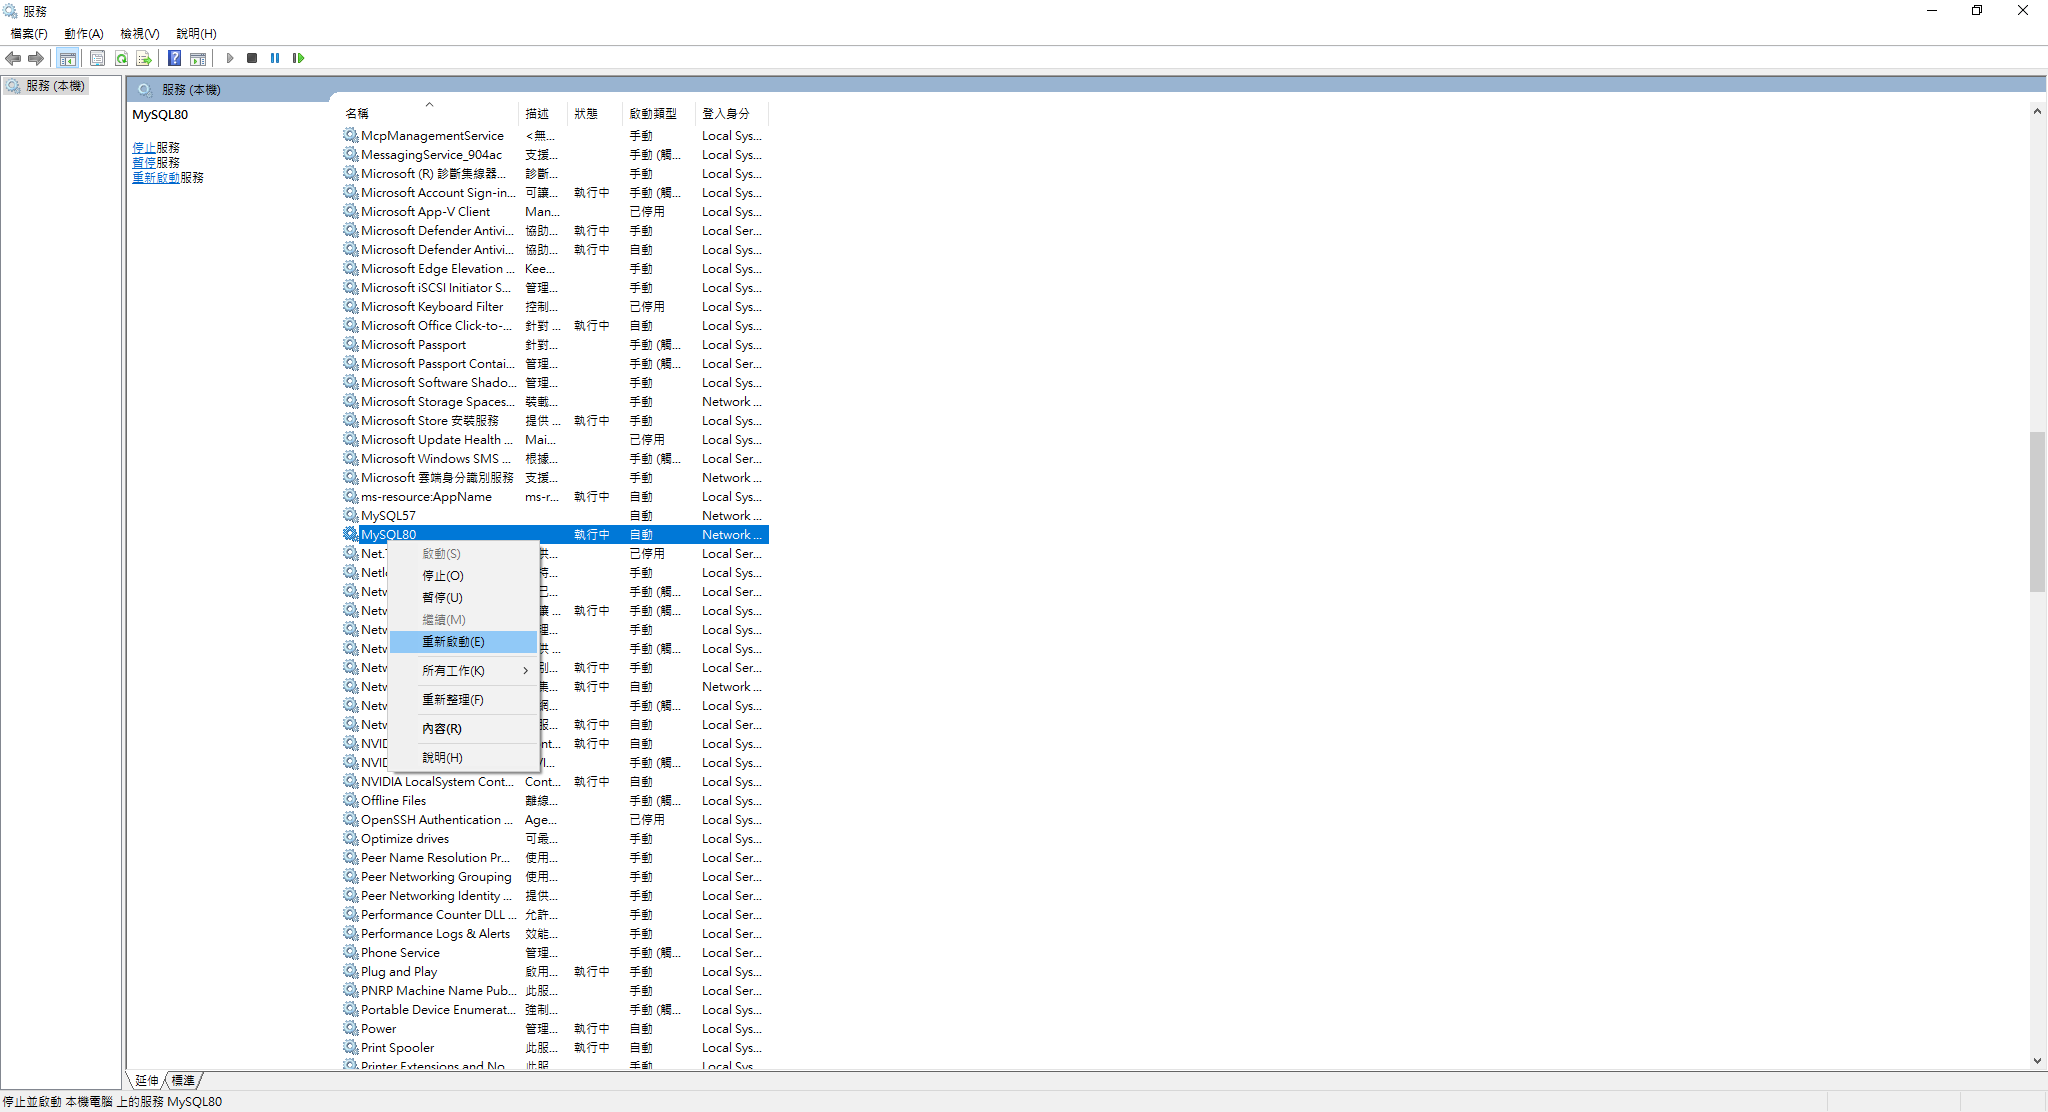 服務
檔案(F) 動作(A) 檢視(V) 說明(H)
服務 (本機)
服務 (本機)
MySQL80
停止服務
暫停服務
重新啟動服務
名稱 描述 狀態 啟動類型 登入身分
McpManagementService <無... 手動 Local Sys...
MessagingService_904ac 支援... 手動 (觸... Local Sys...
Microsoft (R) 診斷集線器... 診斷... 手動 Local Sys...
Microsoft Account Sign-in... 可讓... 執行中 手動 (觸... Local Sys...
Microsoft App-V Client Man... 已停用 Local Sys...
Microsoft Defender Antivi... 協助... 執行中 手動 Local Ser...
Microsoft Defender Antivi... 協助... 執行中 自動 Local Sys...
Microsoft Edge Elevation ... Kee... 手動 Local Sys...
Microsoft iSCSI Initiator S... 管理... 手動 Local Sys...
Microsoft Keyboard Filter 控制... 已停用 Local Sys...
Microsoft Office Click-to-... 針對 ... 執行中 自動 Local Sys...
Microsoft Passport 針對... 手動 (觸... Local Sys...
Microsoft Passport Contai... 管理... 手動 (觸... Local Ser...
Microsoft Software Shado... 管理... 手動 Local Sys...
Microsoft Storage Spaces... 裝載... 手動 Network ...
Microsoft Store 安裝服務 提供 ... 執行中 手動 Local Sys...
Microsoft Update Health ... Mai... 已停用 Local Sys...
Microsoft Windows SMS ... 根據... 手動 (觸... Local Ser...
Microsoft 雲端身分識別服務 支援... 手動 Network ...
ms-resource:AppName ms-r... 執行中 自動 Local Sys...
MySQL57 自動 Network ...
MySQL80 執行中 自動 Network ...
Net. 供... 已停用 Local Ser...
Netl 持... 手動 Local Sys...
Netw 已... 手動 (觸... Local Sys...
Netw 讓 ... 執行中 手動 (觸... Local Sys...
Netw 理... 手動 Local Sys...
Netw 供 ... 手動 (觸... Local Sys...
Netw 別... 執行中 手動 Local Ser...
Netw 集... 執行中 自動 Network ...
Netw 網... 手動 (觸... Local Sys...
Netw 服... 執行中 自動 Local Sys...
NVID nt... 執行中 自動 Local Sys...
NVID VI... 手動 (觸... Local Sys...
NVIDIA LocalSystem Cont... Cont... 執行中 自動 Local Sys...
Offline Files 離線... 手動 (觸... Local Sys...
OpenSSH Authentication ... Age... 已停用 Local Sys...
Optimize drives 可最... 手動 Local Sys...
Peer Name Resolution Pr... 使用... 手動 Local Ser...
Peer Networking Grouping 使用... 手動 Local Ser...
Peer Networking Identity ... 提供... 手動 Local Ser...
Performance Counter DLL ... 允許... 手動 Local Ser...
Performance Logs & Alerts 效能... 手動 Local Ser...
Phone Service 管理... 手動 (觸... Local Ser...
Plug and Play 啟用... 執行中 手動 Local Sys...
PNRP Machine Name Pub... 此服... 手動 Local Ser...
Portable Device Enumerat... 強制... 手動 (觸... Local Sys...
Power 管理... 執行中 自動 Local Sys...
Print Spooler 此服... 執行中 自動 Local Sys...
Printer Extensions and No... 此服... 手動 Local Sys...
啟動(S)
停止(O)
暫停(U)
繼續(M)
重新啟動(E)
所有工作(K)
重新整理(F)
內容(R)
說明(H)
延伸 標準
停止並啟動 本機電腦 上的服務 MySQL80